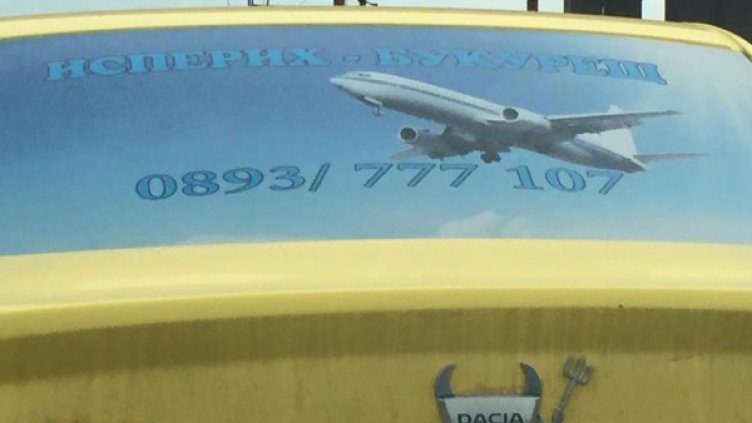 ИСПЕРИХ - БУКУРЕЩ
0893/ 777 107
DACIA